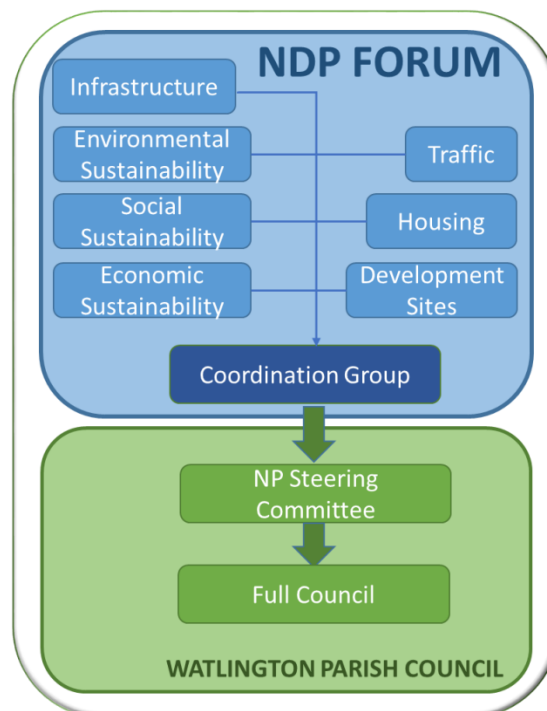 NDP FORUM
Infrastructure
Environmental
Sustainability
Traffic
Social
Sustainability
Housing
Economic
Sustainability
Development
Sites
Coordination Group
NP Steering
Committee
Full Council
WATLINGTON PARISH COUNCIL